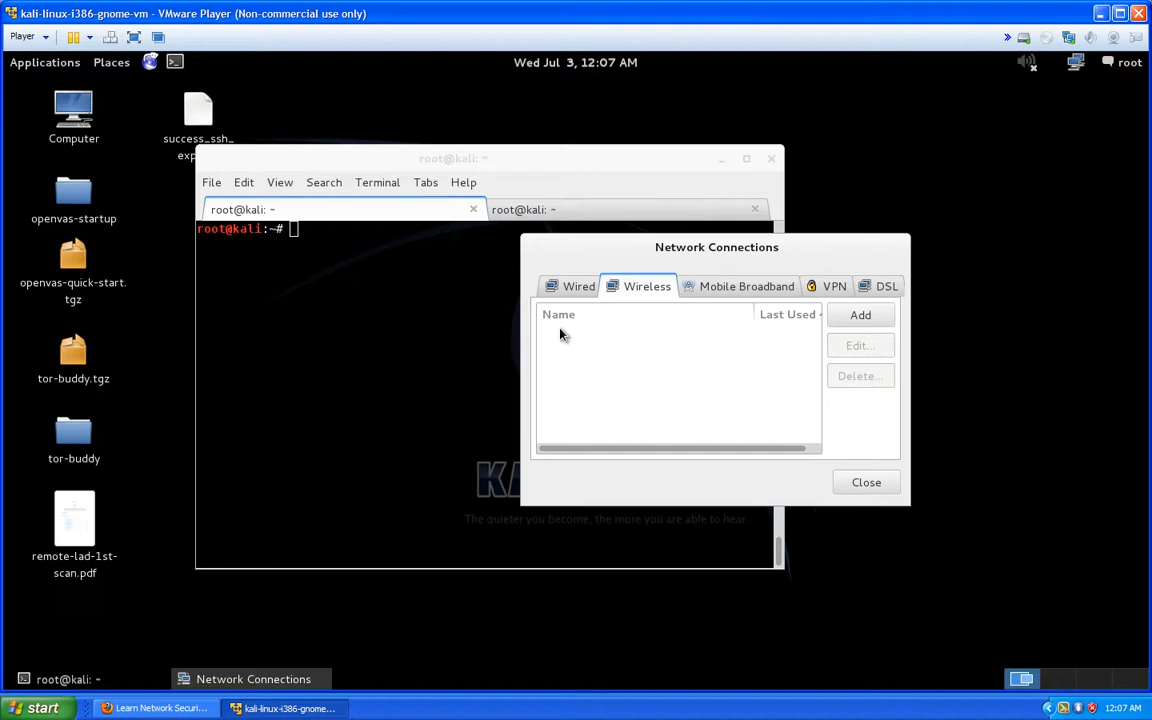 kali-linux-i386-gnome-vm - VMware Player (Non-commercial use only)
Player
Applications Places
Wed Jul 3, 12:07 AM
root
Computer
success_ssh_
exp
openvas-startup
openvas-quick-start.
tgz
tor-buddy.tgz
tor-buddy
remote-lad-1st-
scan.pdf
root@kali: ~
File Edit View Search Terminal Tabs Help
root@kali: ~
root@kali: ~
root@kali:~#
Network Connections
Wired Wireless Mobile Broadband VPN DSL
Name Last Used
Add
Edit...
Delete...
Close
The quieter you become, the more you are able to hear.
root@kali: ~
Network Connections
start
Learn Network Securi...
kali-linux-i386-gnome...
12:07 AM